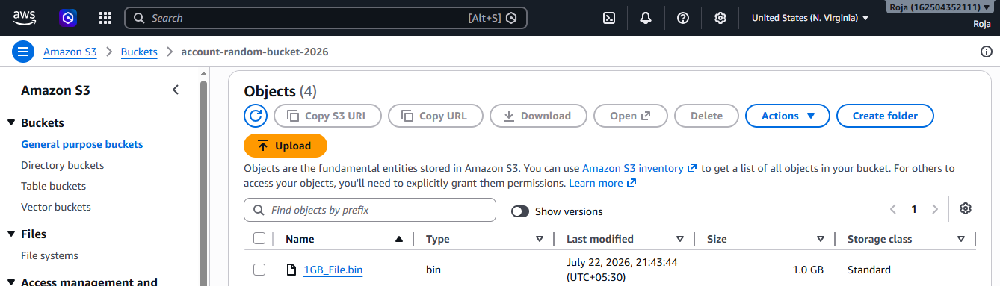 aws
Search
[Alt+S]
United States (N. Virginia)
Roja (162504352111)
Roja
Amazon S3
Buckets
account-random-bucket-2026
Amazon S3
Buckets
General purpose buckets
Directory buckets
Table buckets
Vector buckets
Files
File systems
Access management and
Objects (4)
Copy S3 URI
Copy URL
Download
Open
Delete
Actions
Create folder
Upload
Objects are the fundamental entities stored in Amazon S3. You can use Amazon S3 inventory to get a list of all objects in your bucket. For others to
access your objects, you'll need to explicitly grant them permissions. Learn more
Find objects by prefix
Show versions
1
Name
Type
Last modified
Size
Storage class
1GB_File.bin
bin
July 22, 2026, 21:43:44
(UTC+05:30)
1.0 GB
Standard